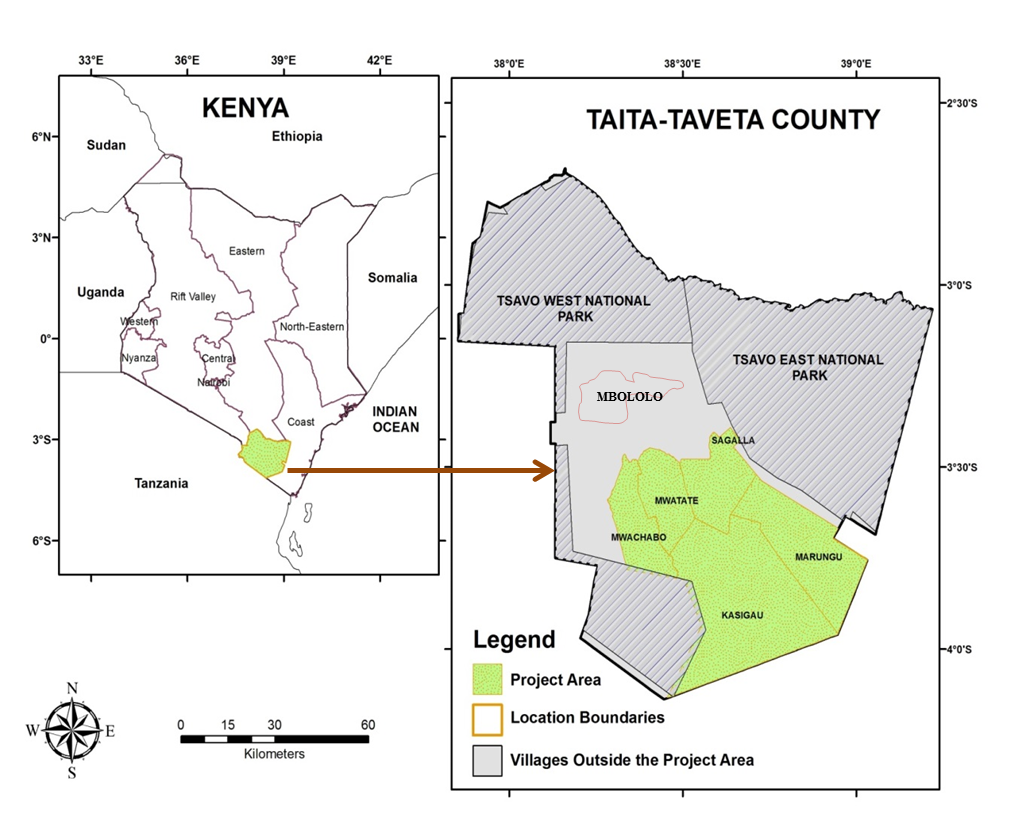 33°E 36°E 39°E 42°E
KENYA
Ethiopia
Sudan
6°N
3°N
0°
3°S
6°S
Eastern
Somalia
Uganda
Rift Valley
Western
North-Eastern
Nyanza
Central
Nairobi
Coast
INDIAN
OCEAN
Tanzania
N
W E
S
0 15 30 60
Kilometers
38°0'E 38°30'E 39°0'E
TAITA-TAVETA COUNTY
2°30'S
3°0'S
3°30'S
4°0'S
TSAVO WEST NATIONAL
PARK
TSAVO EAST NATIONAL
PARK
MBOLOLO
SAGALLA
MWATATE
MWACHABO
MARUNGU
KASIGAU
Legend
Project Area
Location Boundaries
Villages Outside the Project Area